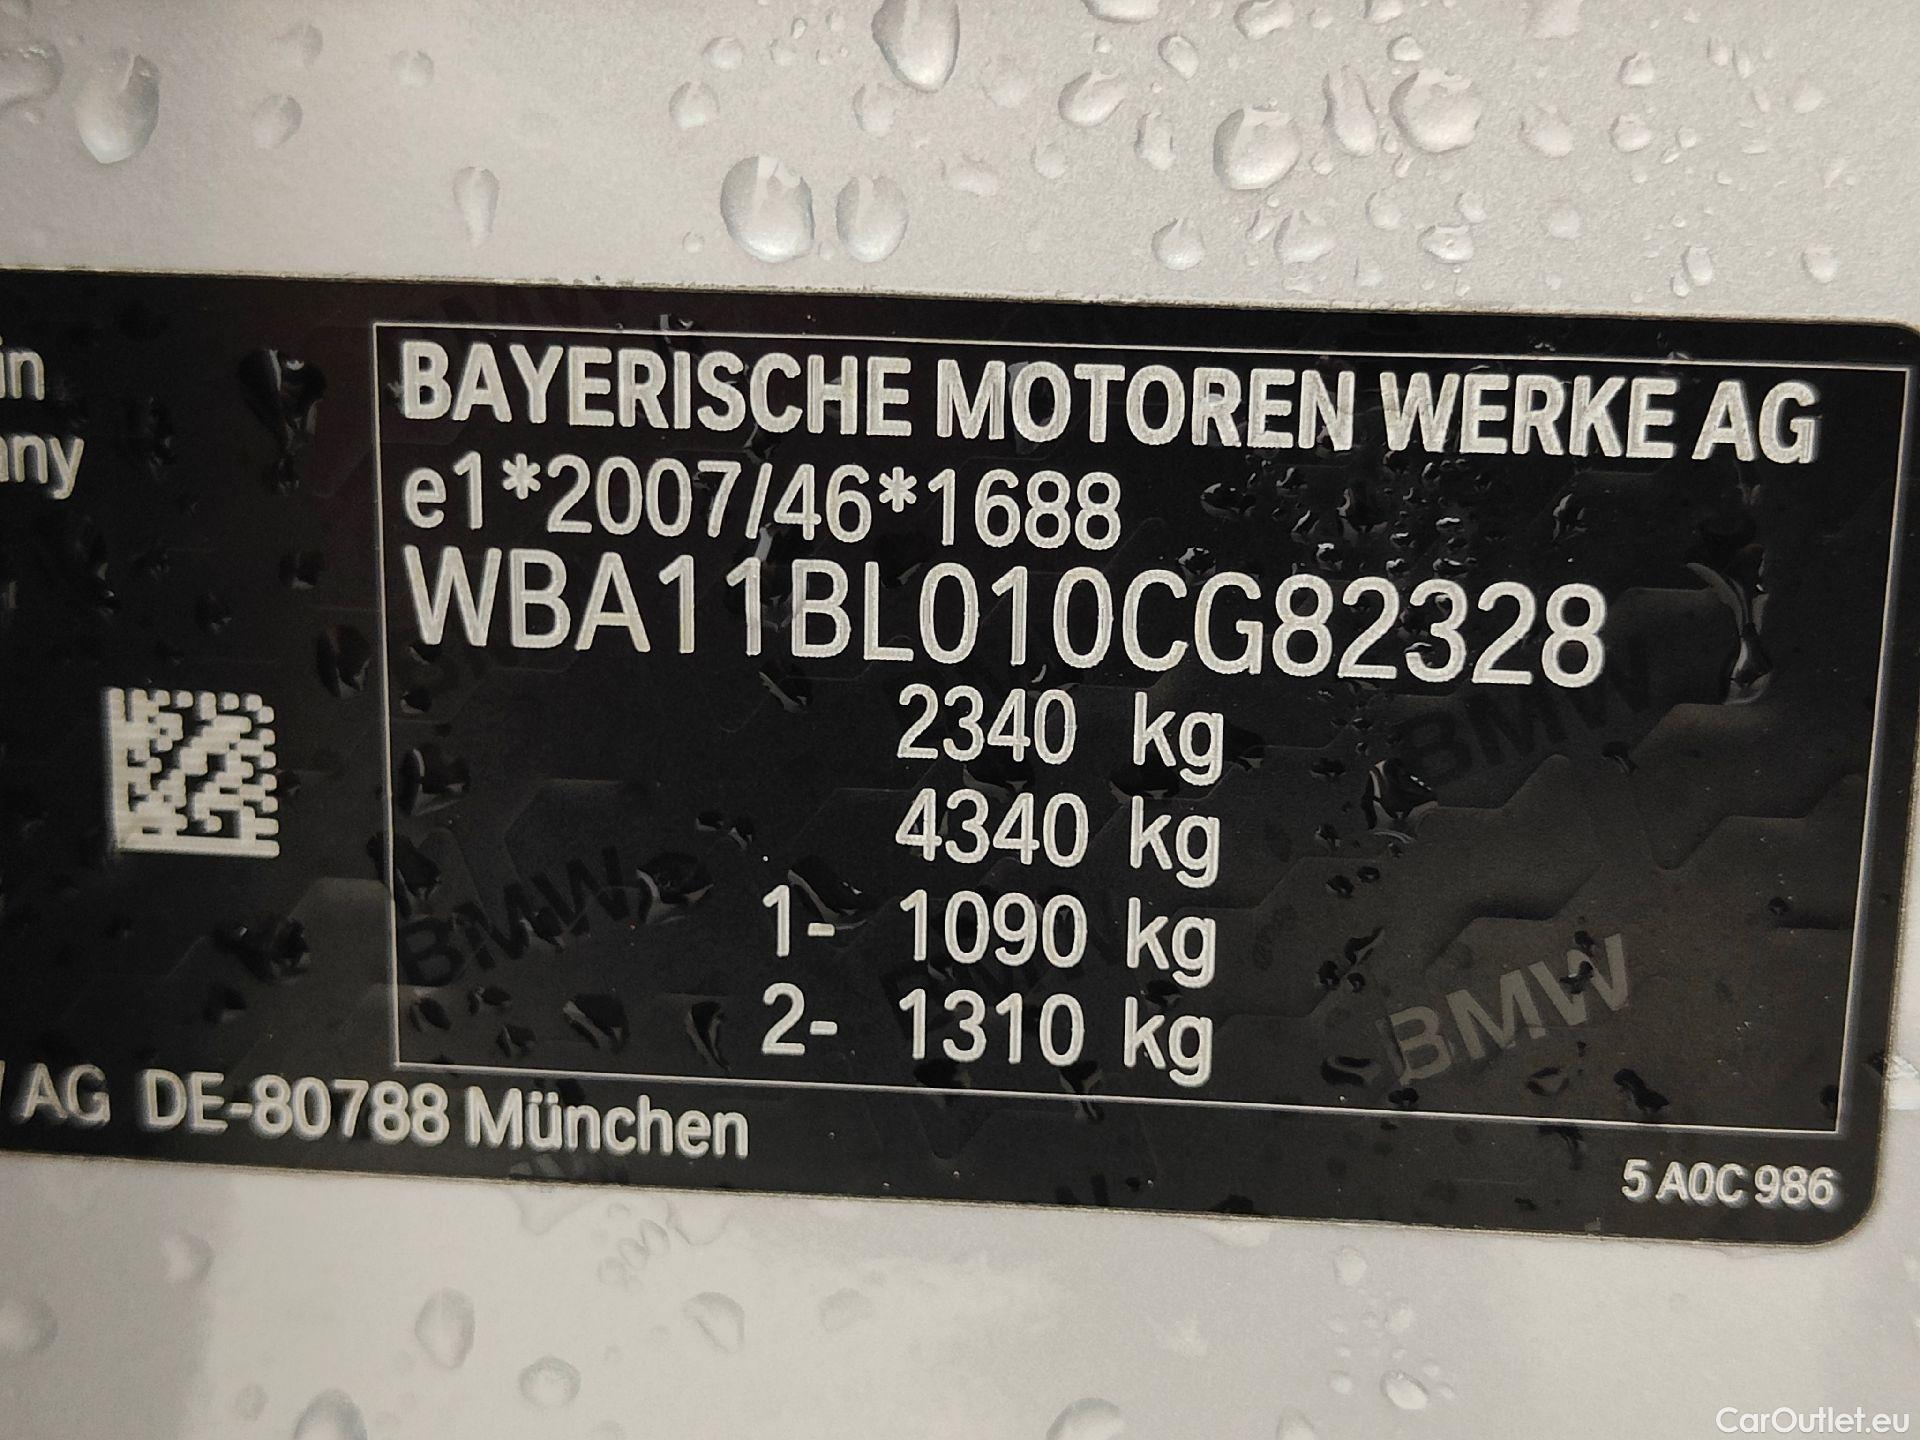 in
any
BAYERISCHE MOTOREN WERKE AG
e1*2007/46*1688
WBA11BL010CG82328
2340 kg
4340 kg
1- 1090 kg
2- 1310 kg
AG DE-80788 München
5 A0C 986
BMW
BMW
BMW
CarOutlet.eu